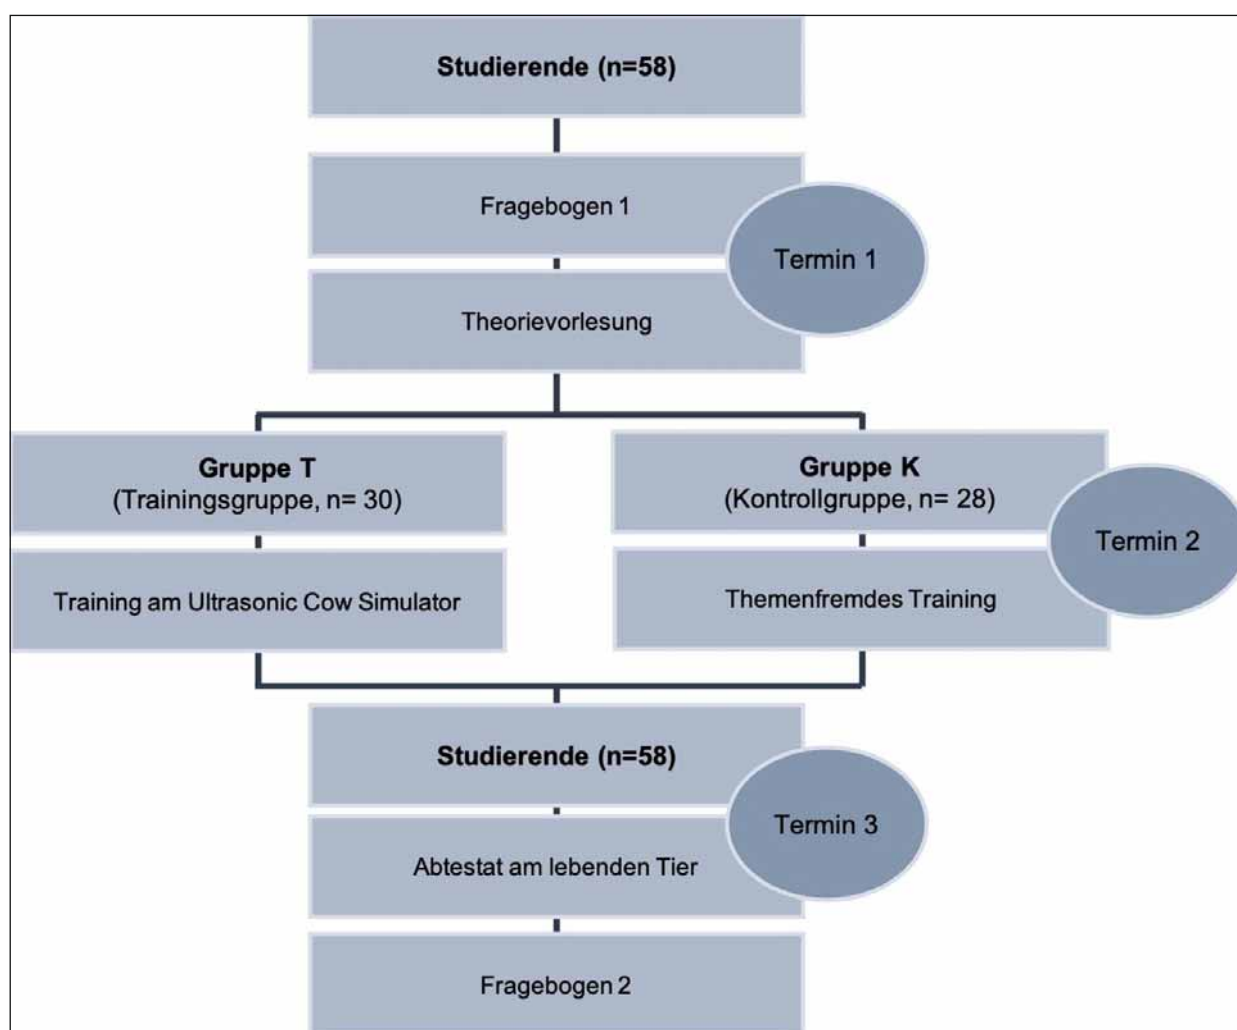 Studierende (n=58)
Fragebogen 1
Termin 1
Theorievorlesung
Gruppe T
(Trainingsgruppe, n= 30)
Gruppe K
(Kontrollgruppe, n= 28)
Termin 2
Training am Ultrasonic Cow Simulator
Themenfremdes Training
Studierende (n=58)
Termin 3
Abtestat am lebenden Tier
Fragebogen 2